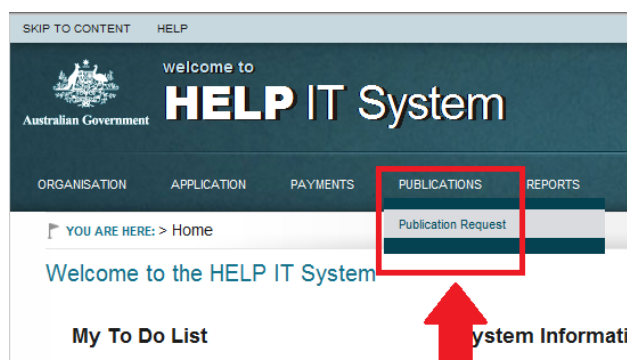 SKIP TO CONTENT HELP
welcome to
HELP IT System
Australian Government
ORGANISATION APPLICATION PAYMENTS PUBLICATIONS REPORTS
Publication Request
YOU ARE HERE: > Home
Welcome to the HELP IT System
My To Do List ystem Informati